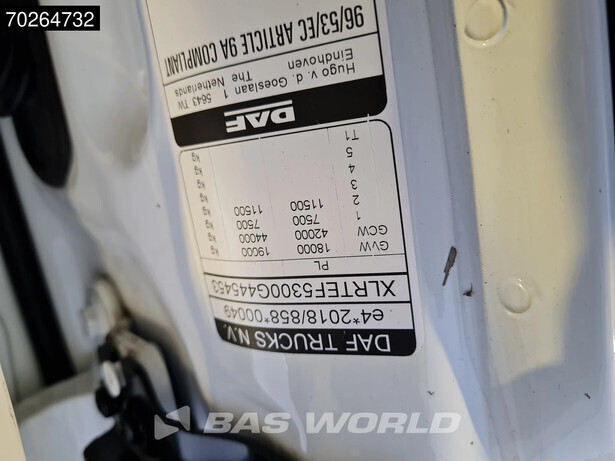 70264732
DAF TRUCKS N.V.
e4*2018/858*00049
XLRTEF5300G445453
PL
GVW 18000 19000 kg
GCW 42000 44000 kg
1 7500 7500 kg
2 11500 11500 kg
3 kg
4 kg
5 kg
T1 kg
DAF
Hugo v. d. Goeslaan 1 5643 TW
Eindhoven The Netherlands
96/53/EC ARTICLE 9A COMPLIANT
BAS WORLD